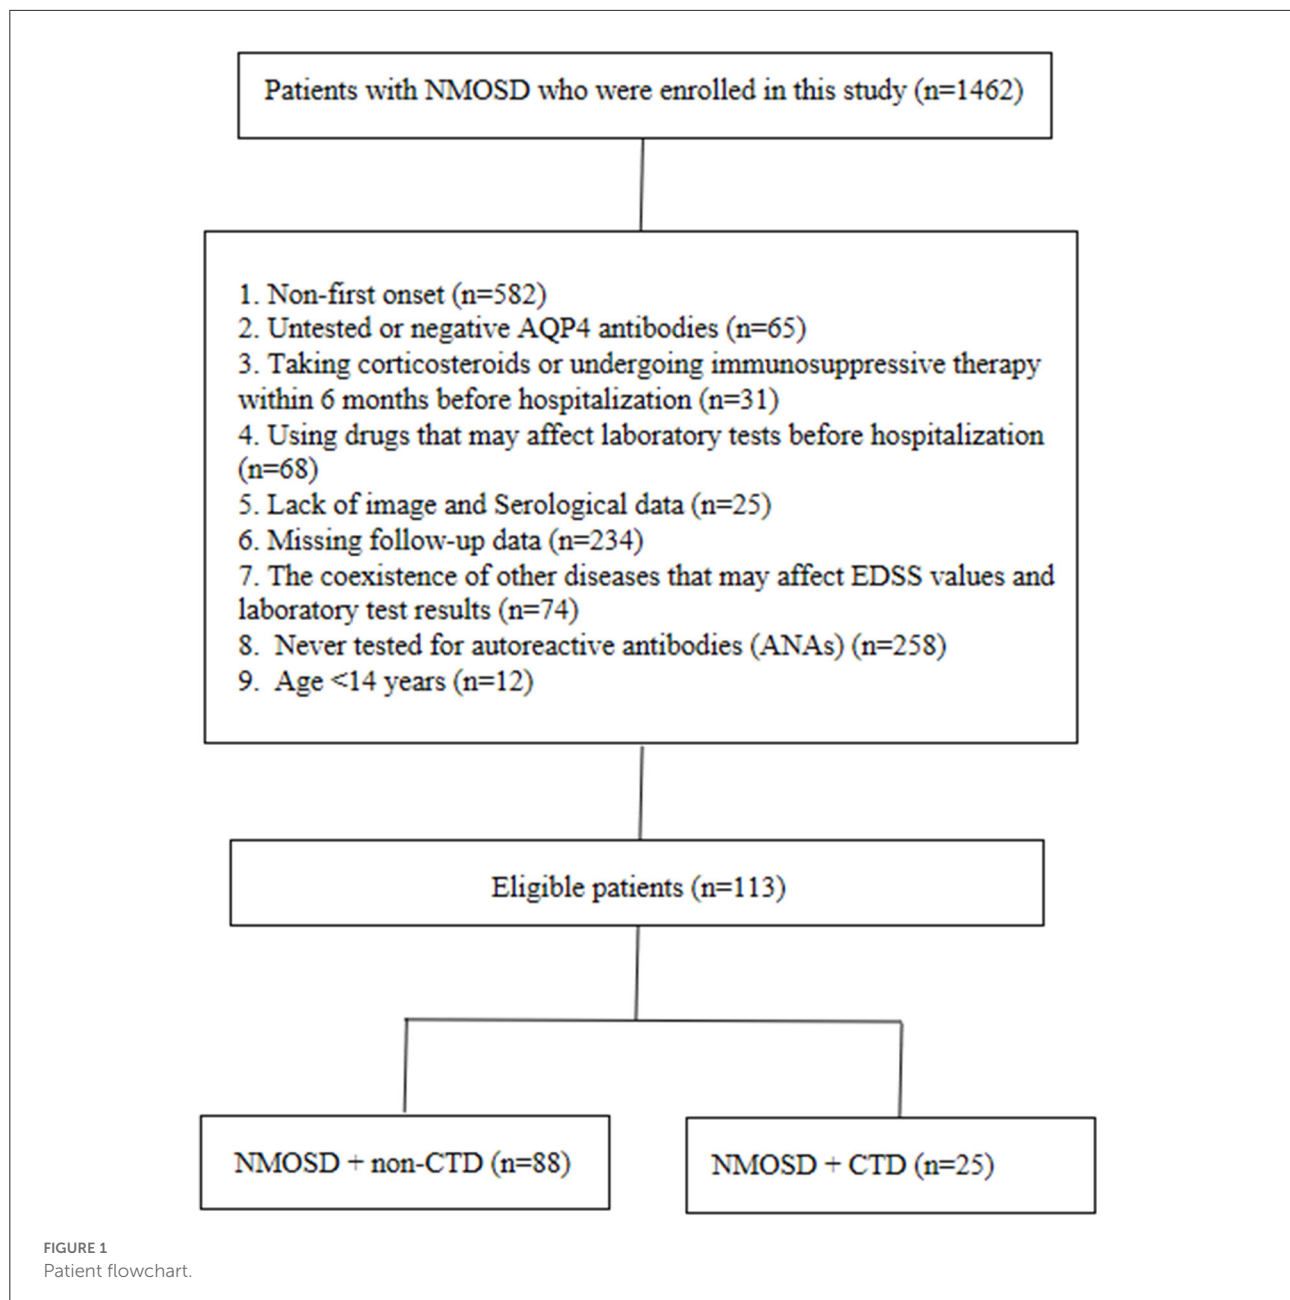 Patients with NMOSD who were enrolled in this study (n=1462)
1. Non-first onset (n=582)
2. Untested or negative AQP4 antibodies (n=65)
3. Taking corticosteroids or undergoing immunosuppressive therapy
within 6 months before hospitalization (n=31)
4. Using drugs that may affect laboratory tests before hospitalization
(n=68)
5. Lack of image and Serological data (n=25)
6. Missing follow-up data (n=234)
7. The coexistence of other diseases that may affect EDSS values and
laboratory test results (n=74)
8. Never tested for autoreactive antibodies (ANAs) (n=258)
9. Age <14 years (n=12)
Eligible patients (n=113)
NMOSD + non-CTD (n=88)
NMOSD + CTD (n=25)
FIGURE 1
Patient flowchart.